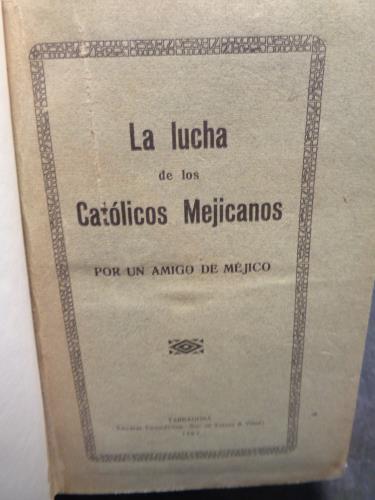 La lucha
de los
Católicos Mejicanos
POR UN AMIGO DE MÉJICO
TARRAGONA